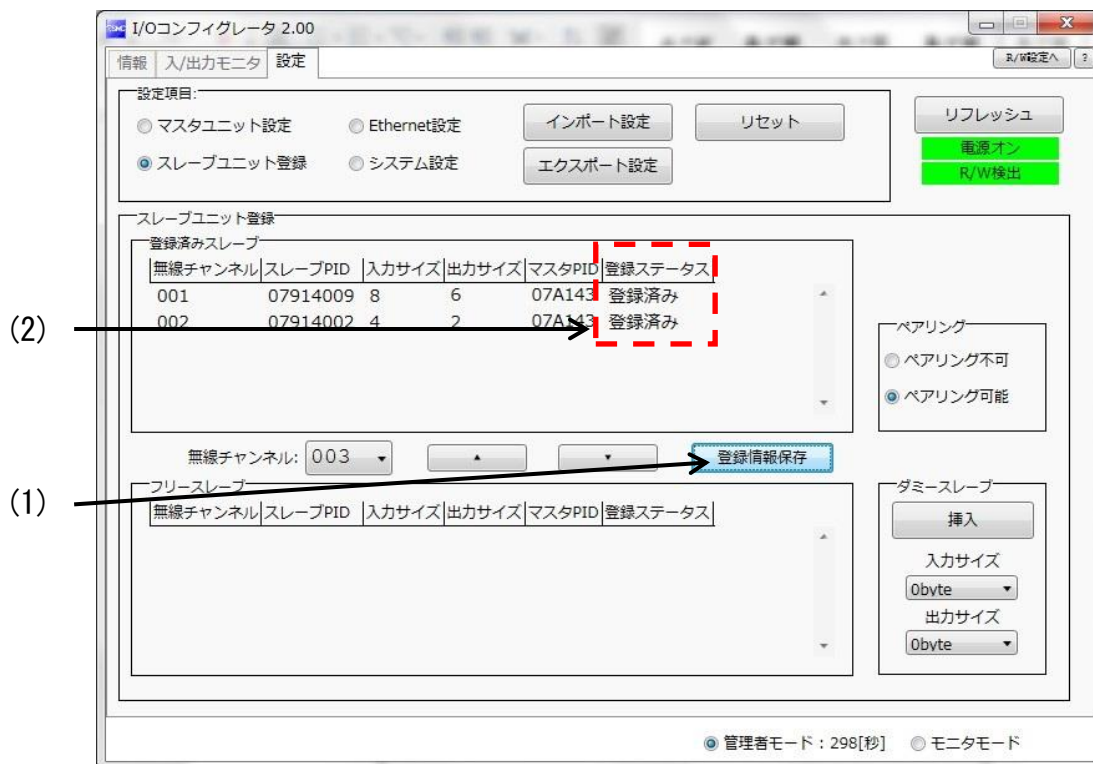 I/Oコンフィグレータ 2.00
情報 入/出力モニタ 設定
R/W設定へ ?
設定項目:
マスタユニット設定 Ethernet設定 インポート設定 リセット リフレッシュ
スレーブユニット登録 システム設定 エクスポート設定
電源オン
R/W検出
スレーブユニット登録
登録済みスレーブ
無線チャンネル スレーブPID 入力サイズ 出力サイズ マスタPID 登録ステータス
001 07914009 8 6 07A143 登録済み
002 07914002 4 2 07A143 登録済み
(2)
ペアリング
ペアリング不可
ペアリング可能
無線チャンネル: 003 ▲ ▼ 登録情報保存
(1)
フリースレーブ
無線チャンネル スレーブPID 入力サイズ 出力サイズ マスタPID 登録ステータス
ダミースレーブ
挿入
入力サイズ
0byte
出力サイズ
0byte
管理者モード:298[秒] モニタモード